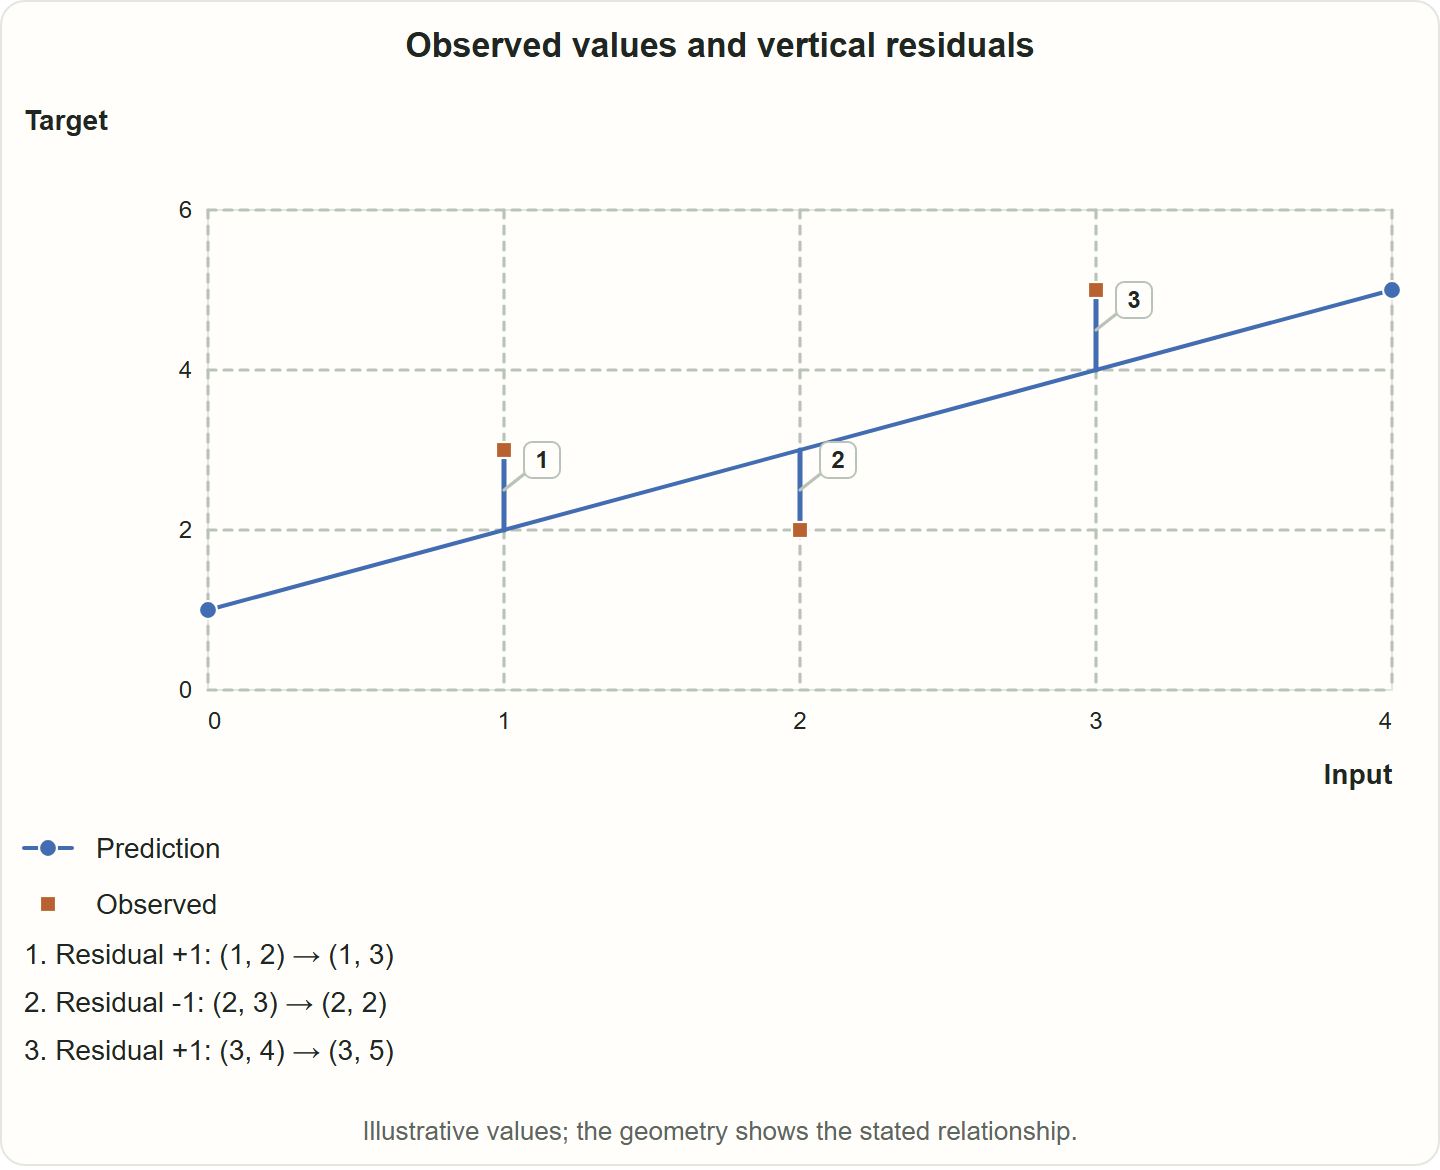 Observed values and vertical residuals
Target
6
4
2
0
3
1
2
0 1 2 3 4
Input
Prediction
Observed
1. Residual +1: (1, 2) → (1, 3)
2. Residual -1: (2, 3) → (2, 2)
3. Residual +1: (3, 4) → (3, 5)
Illustrative values; the geometry shows the stated relationship.